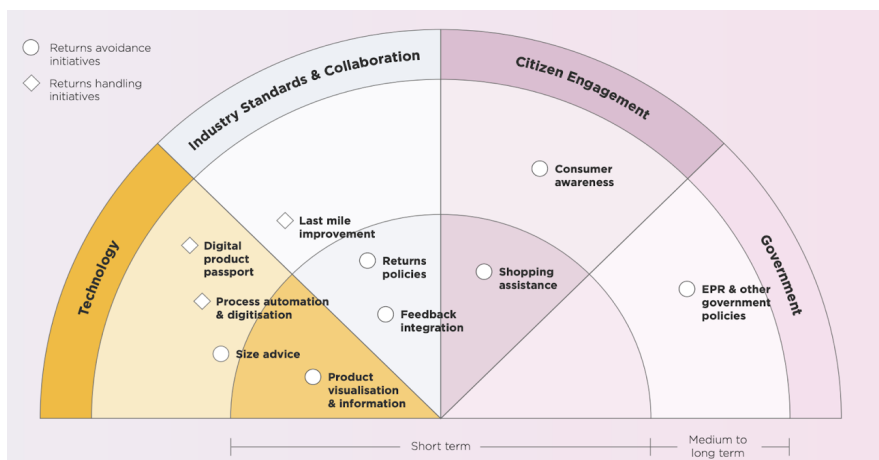 Returns avoidance
initiatives
Returns handling
initiatives
Industry Standards & Collaboration
Citizen Engagement
Technology
Government
Consumer
awareness
Last mile
improvement
Digital
product
passport
Returns
policies
Shopping
assistance
EPR & other
government
policies
Process automation
& digitisation
Feedback
integration
Size advice
Product
visualisation
& information
Short term
Medium to
long term